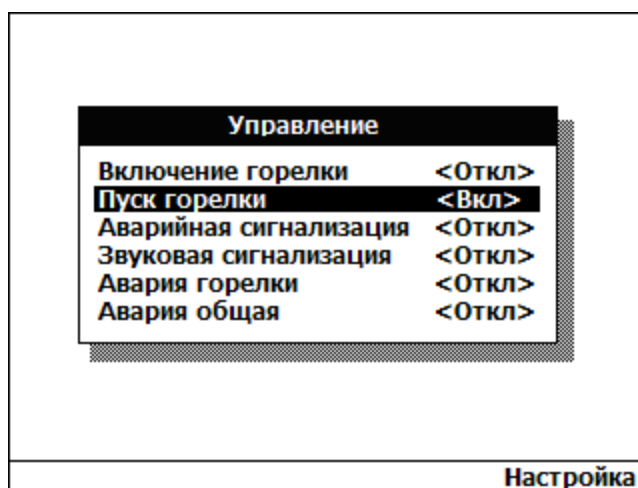 Управление
Включение горелки <Откл>
Пуск горелки <Вкл>
Аварийная сигнализация <Откл>
Звуковая сигнализация <Откл>
Авария горелки <Откл>
Авария общая <Откл>
Настройка